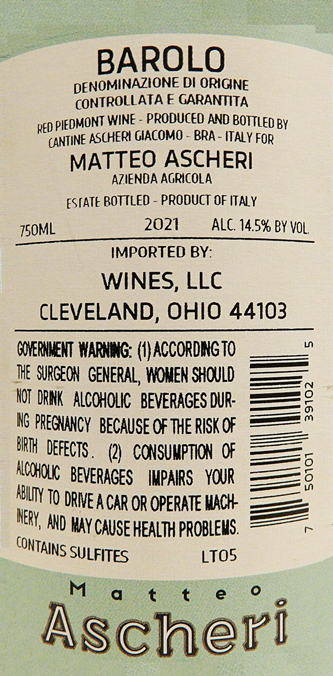 BAROLO
DENOMINAZIONE DI ORIGINE
CONTROLLATA E GARANTITA
RED PIEDMONT WINE - PRODUCED AND BOTTLED BY
CANTINE ASCHERI GIACOMO - BRA - ITALY FOR
MATTEO ASCHERI
AZIENDA AGRICOLA
ESTATE BOTTLED - PRODUCT OF ITALY
750ML 2021 ALC. 14.5% BY VOL.
IMPORTED BY:
WINES, LLC
CLEVELAND, OHIO 44103
GOVERNMENT WARNING: (1) ACCORDING TO
THE SURGEON GENERAL, WOMEN SHOULD
NOT DRINK ALCOHOLIC BEVERAGES DUR-
ING PREGNANCY BECAUSE OF THE RISK OF
BIRTH DEFECTS. (2) CONSUMPTION OF
ALCOHOLIC BEVERAGES IMPAIRS YOUR
ABILITY TO DRIVE A CAR OR OPERATE MACH-
INERY, AND MAY CAUSE HEALTH PROBLEMS.
CONTAINS SULFITES LT05
7 50101 39102 5
Matteo
Ascheri